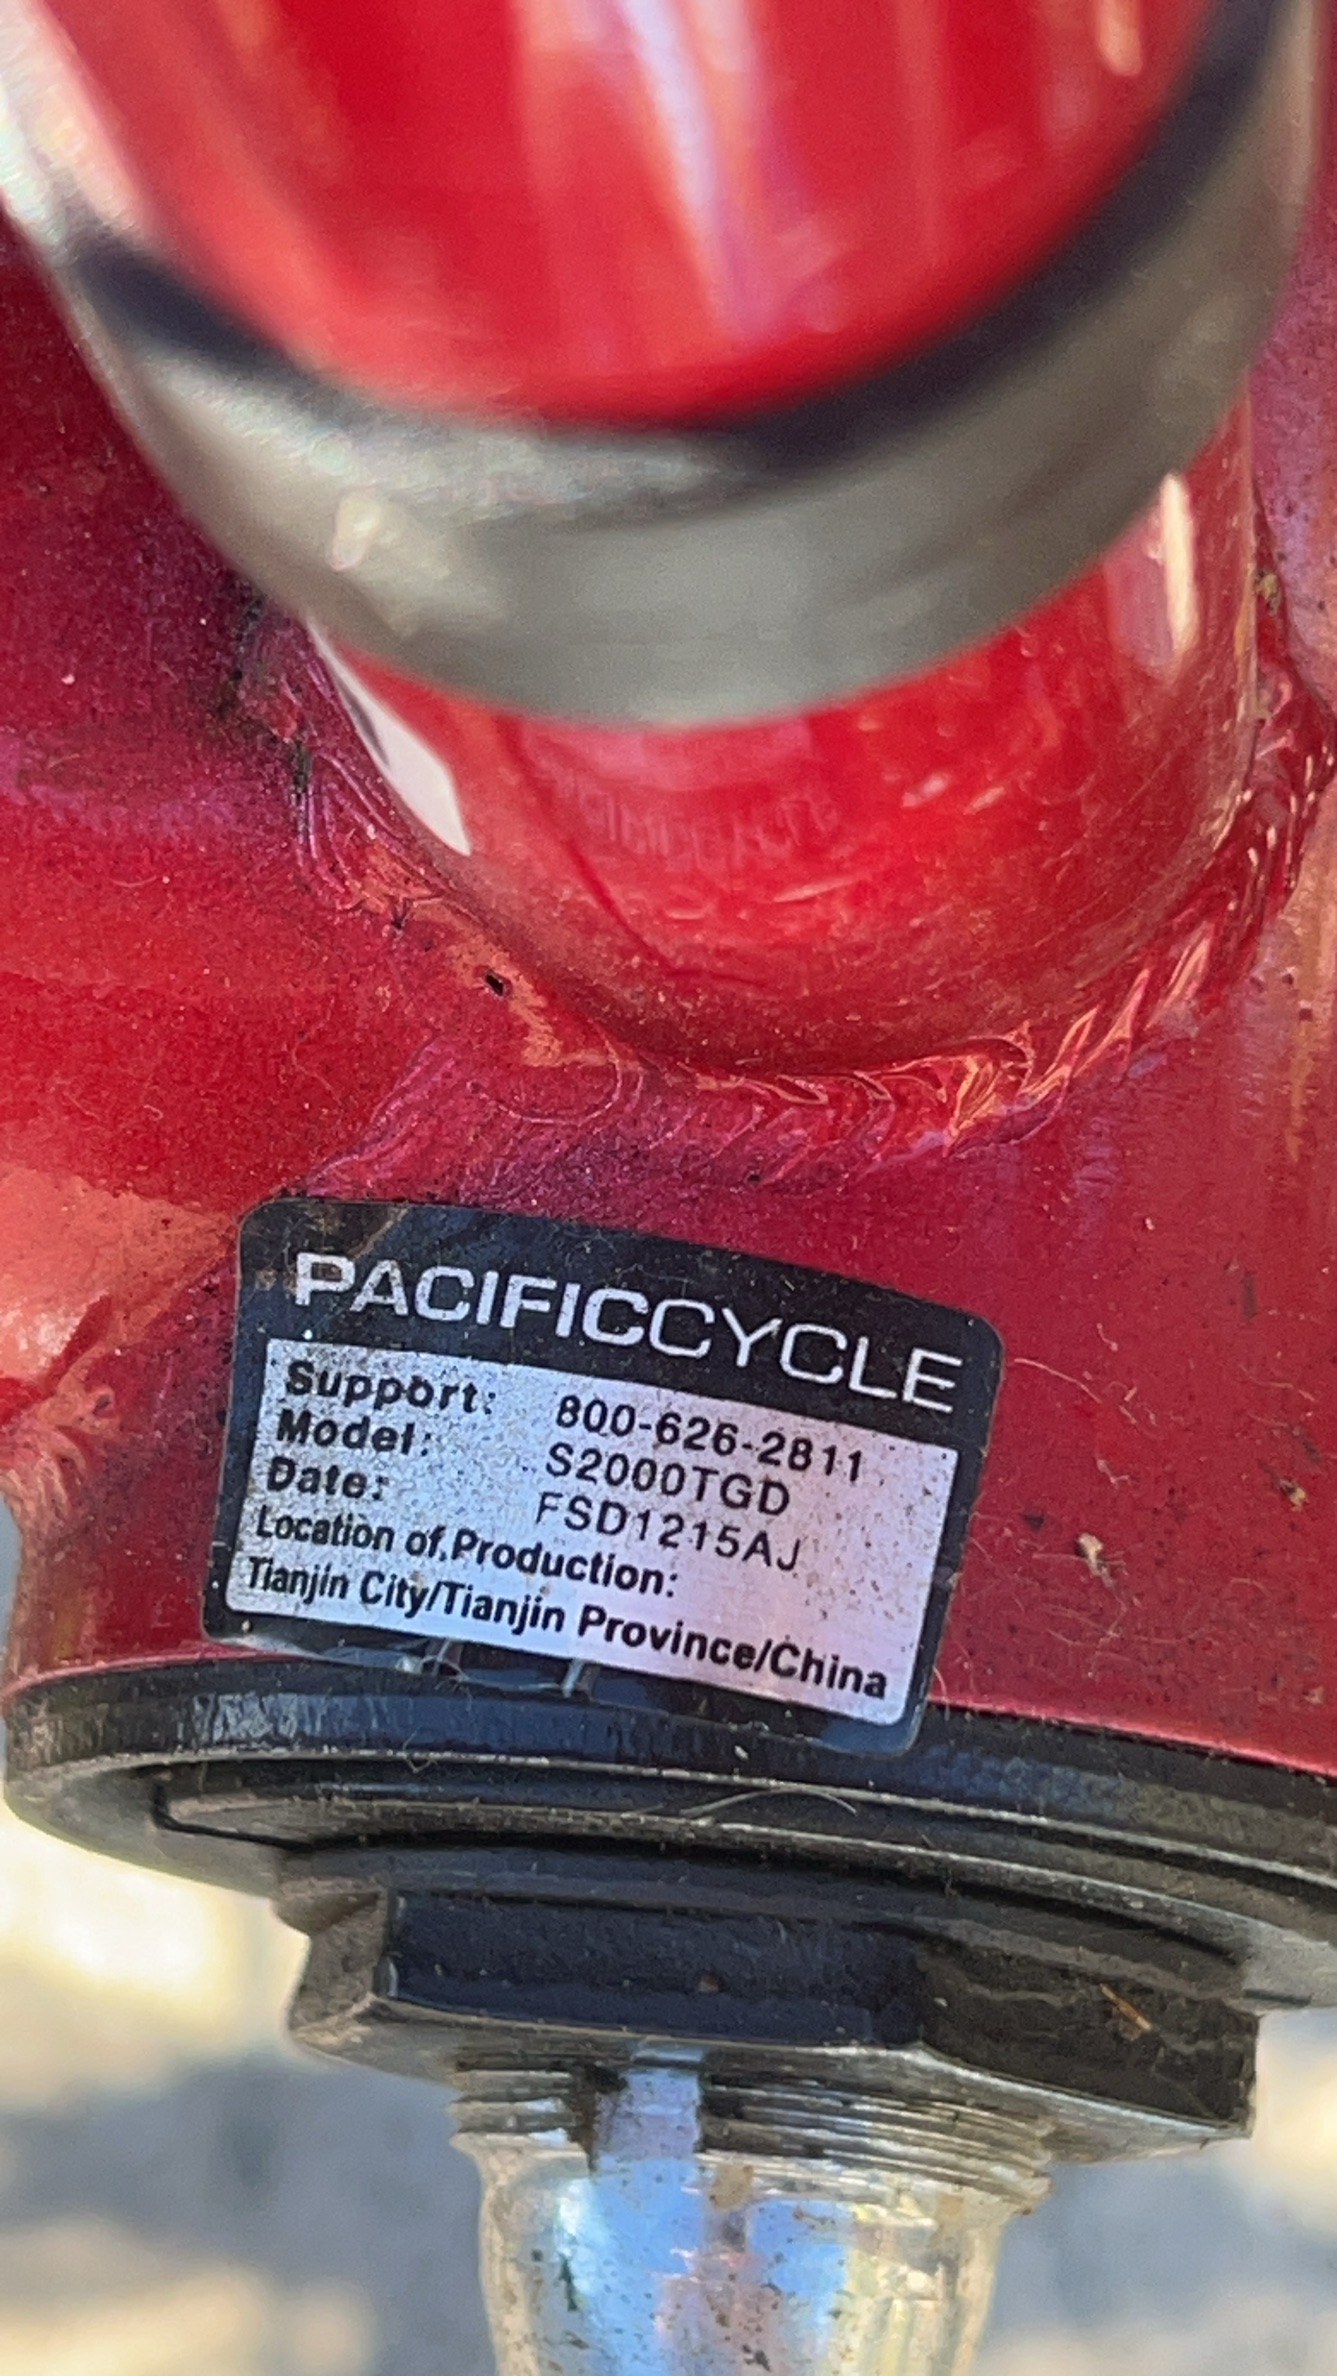 PACIFICCYCLE
Support: 800-626-2811
Model: S2000TGD
Date: FSD1215AJ
Location of Production:
Tianjin City/Tianjin Province/China